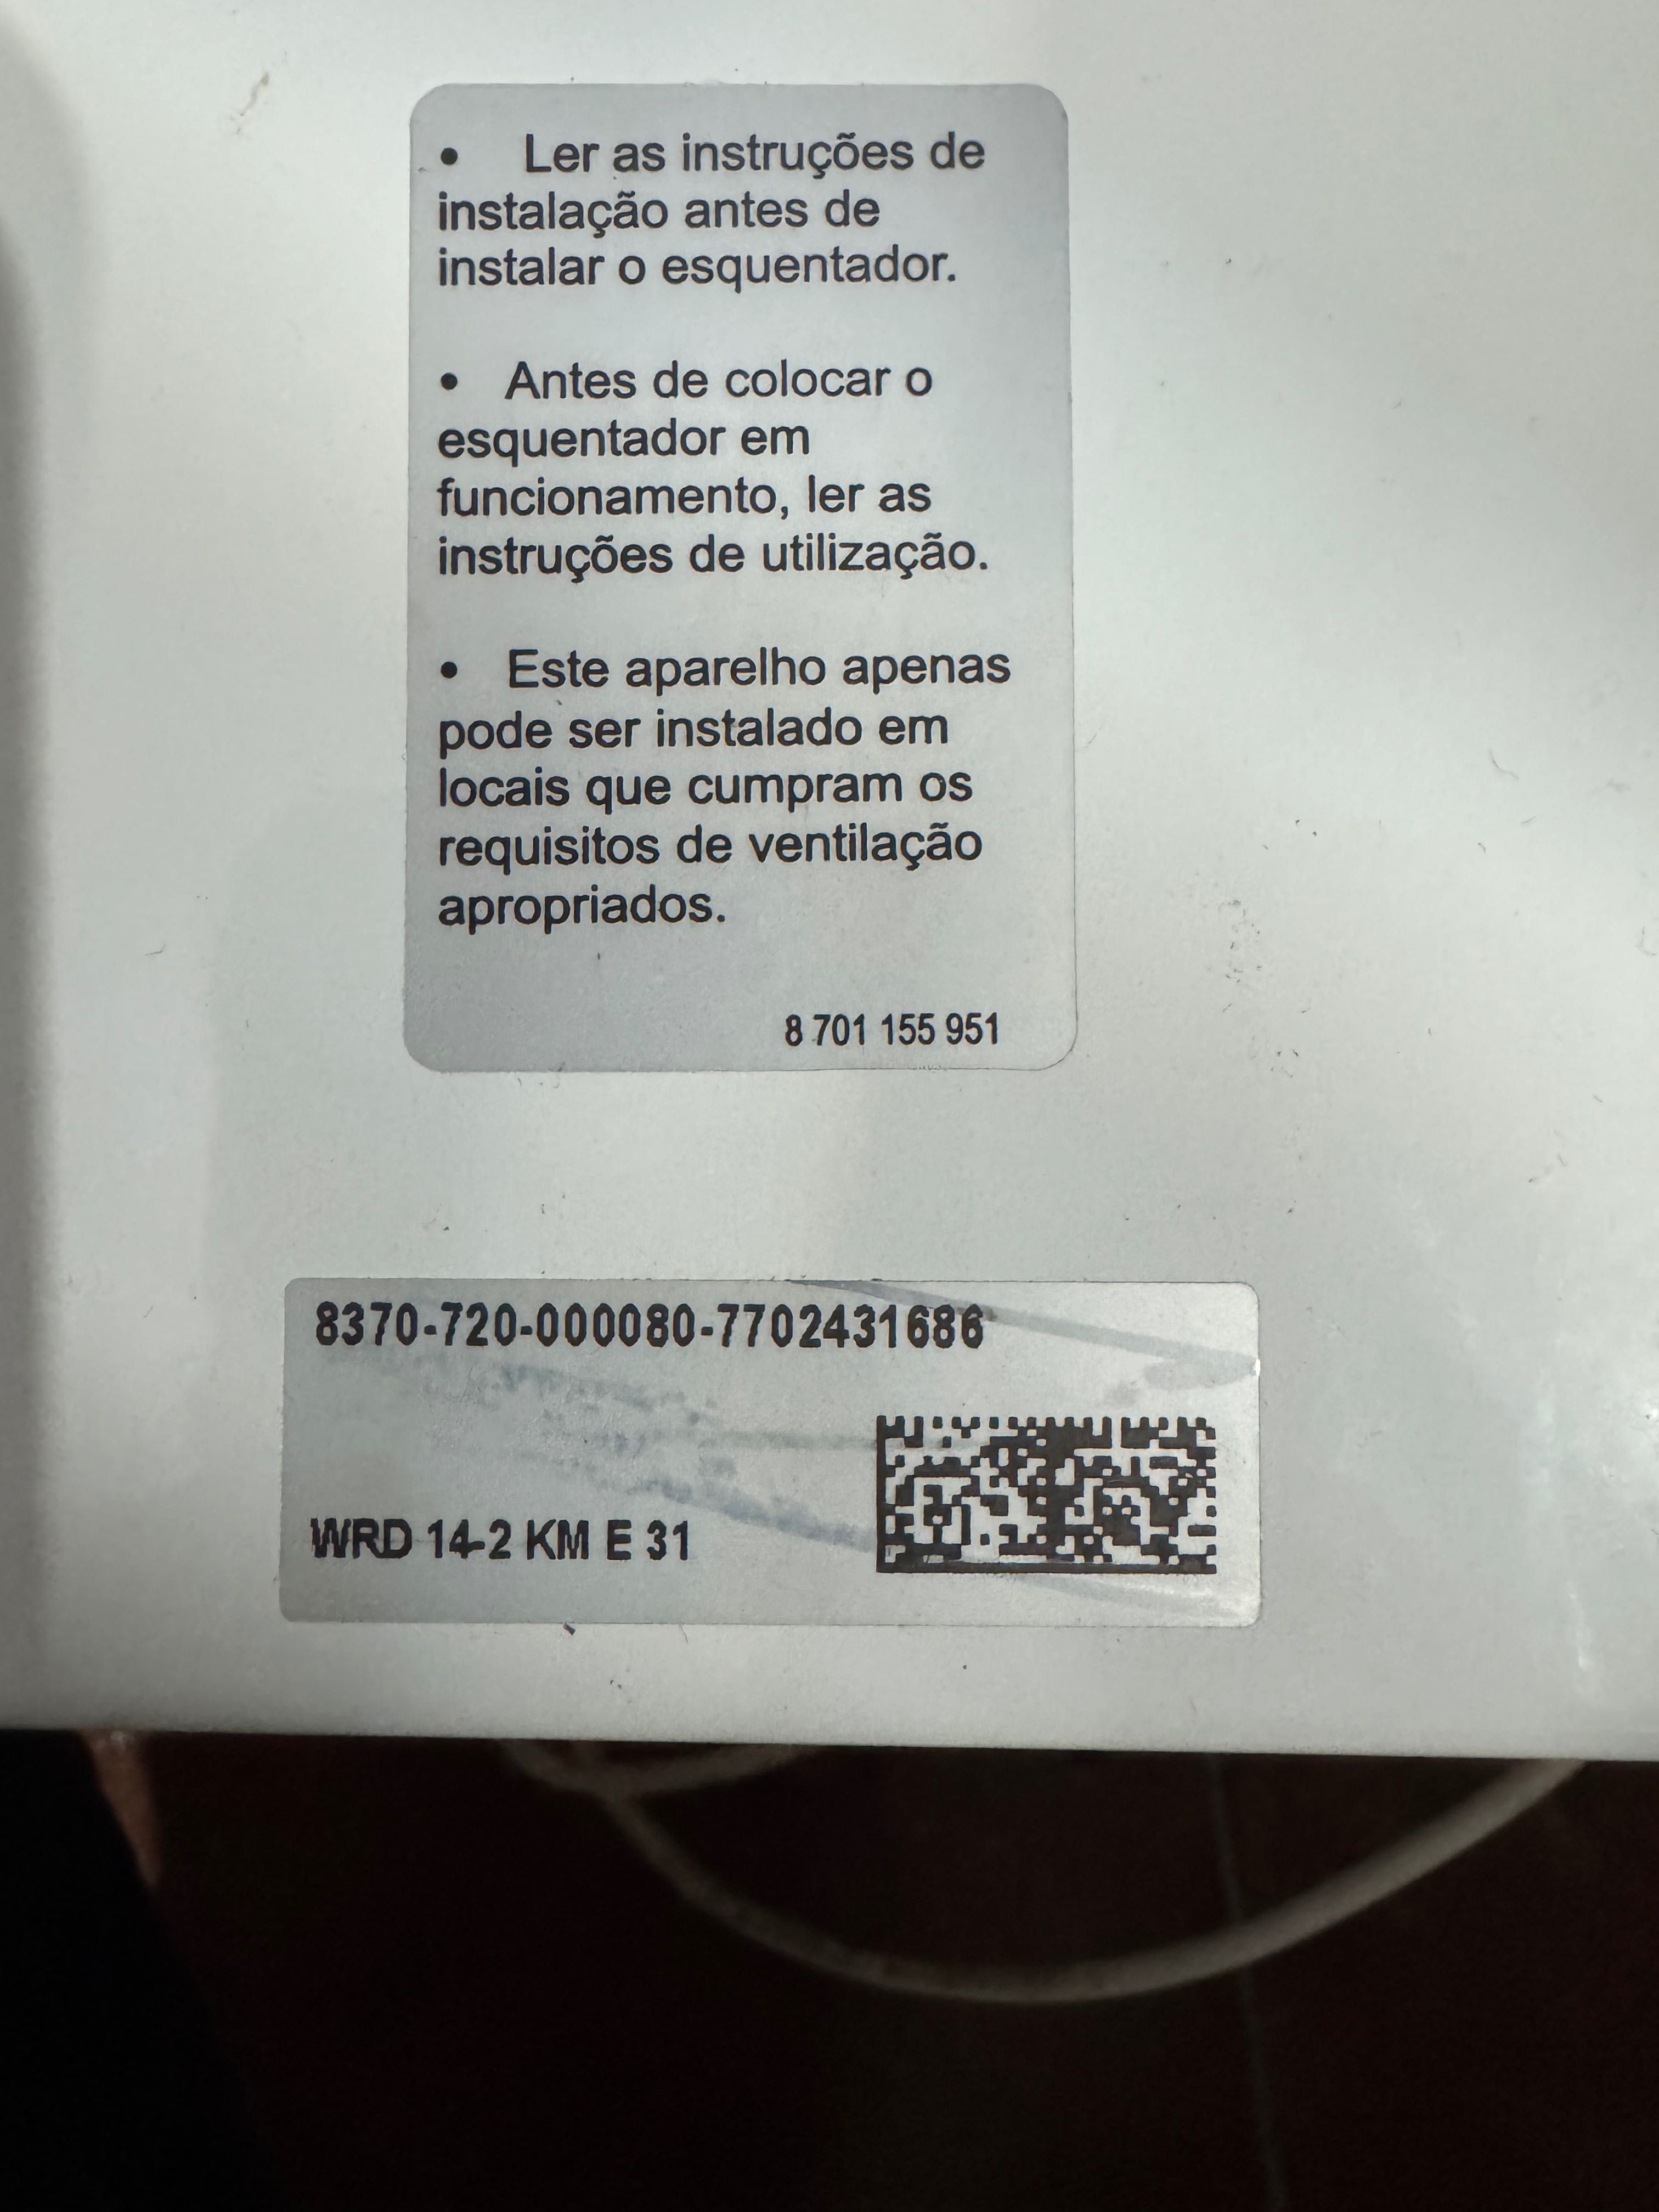 • Ler as instruções de
instalação antes de
instalar o esquentador.
• Antes de colocar o
esquentador em
funcionamento, ler as
instruções de utilização.
• Este aparelho apenas
pode ser instalado em
locais que cumpram os
requisitos de ventilação
apropriados.
8 701 155 951
8370-720-000080-7702431686
WRD 14-2 KM E 31